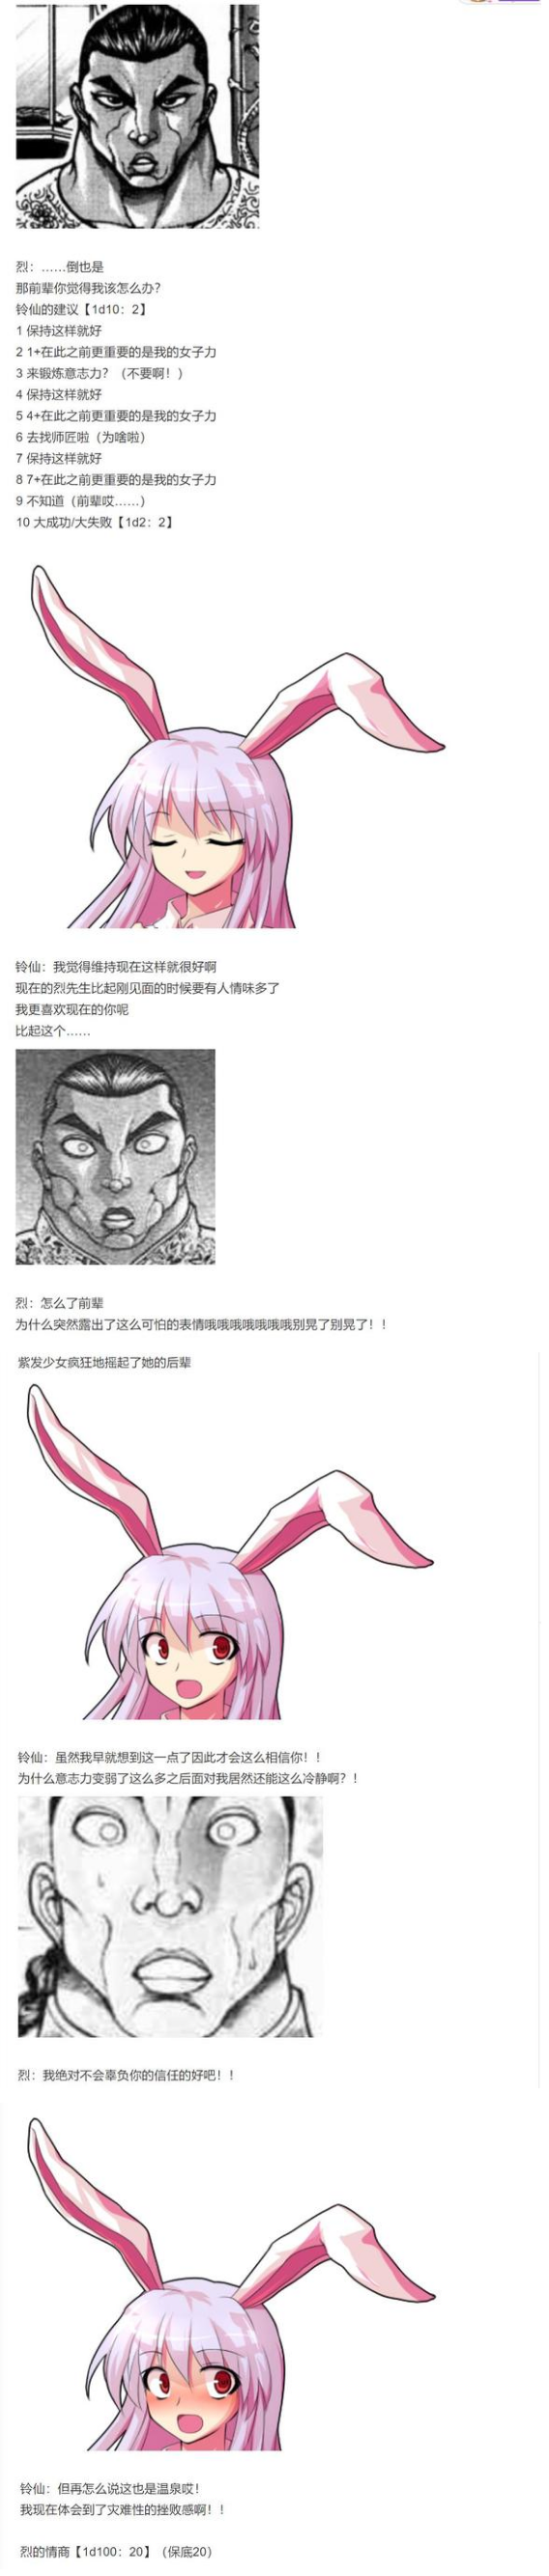 烈：……倒也是
那前辈你觉得我该怎么办？
铃仙的建议【1d10：2】
1 保持这样就好
2 1+在此之前更重要的是我的女子力
3 来锻炼意志力？（不要啊！）
4 保持这样就好
5 4+在此之前更重要的是我的女子力
6 去找师匠啦（为啥啦）
7 保持这样就好
8 7+在此之前更重要的是我的女子力
9 不知道（前辈哎……）
10 大成功/大失败【1d2：2】
铃仙：我觉得维持现在这样就很好啊
现在的烈先生比起刚见面的时候要有人情味多了
我更喜欢现在的你呢
比起这个……
烈：怎么了前辈
为什么突然露出了这么可怕的表情哦哦哦哦哦哦哦别晃了别晃了！！
紫发少女疯狂地摇起了她的后辈
铃仙：虽然我早就想到这一点了因此才会这么相信你！！
为什么意志力变弱了这么多之后面对我居然还能这么冷静啊？！
烈：我绝对不会辜负你的信任的好吧！！
铃仙：但再怎么说这也是温泉哎！
我现在体会到了灾难性的挫败感啊！！
烈的情商【1d100：20】（保底20）